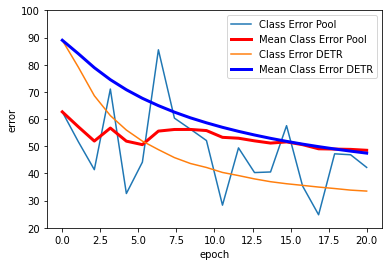 100
90
80
70
60
50
40
30
20
error
0.0 2.5 5.0 7.5 10.0 12.5 15.0 17.5 20.0
epoch
Class Error Pool
Mean Class Error Pool
Class Error DETR
Mean Class Error DETR